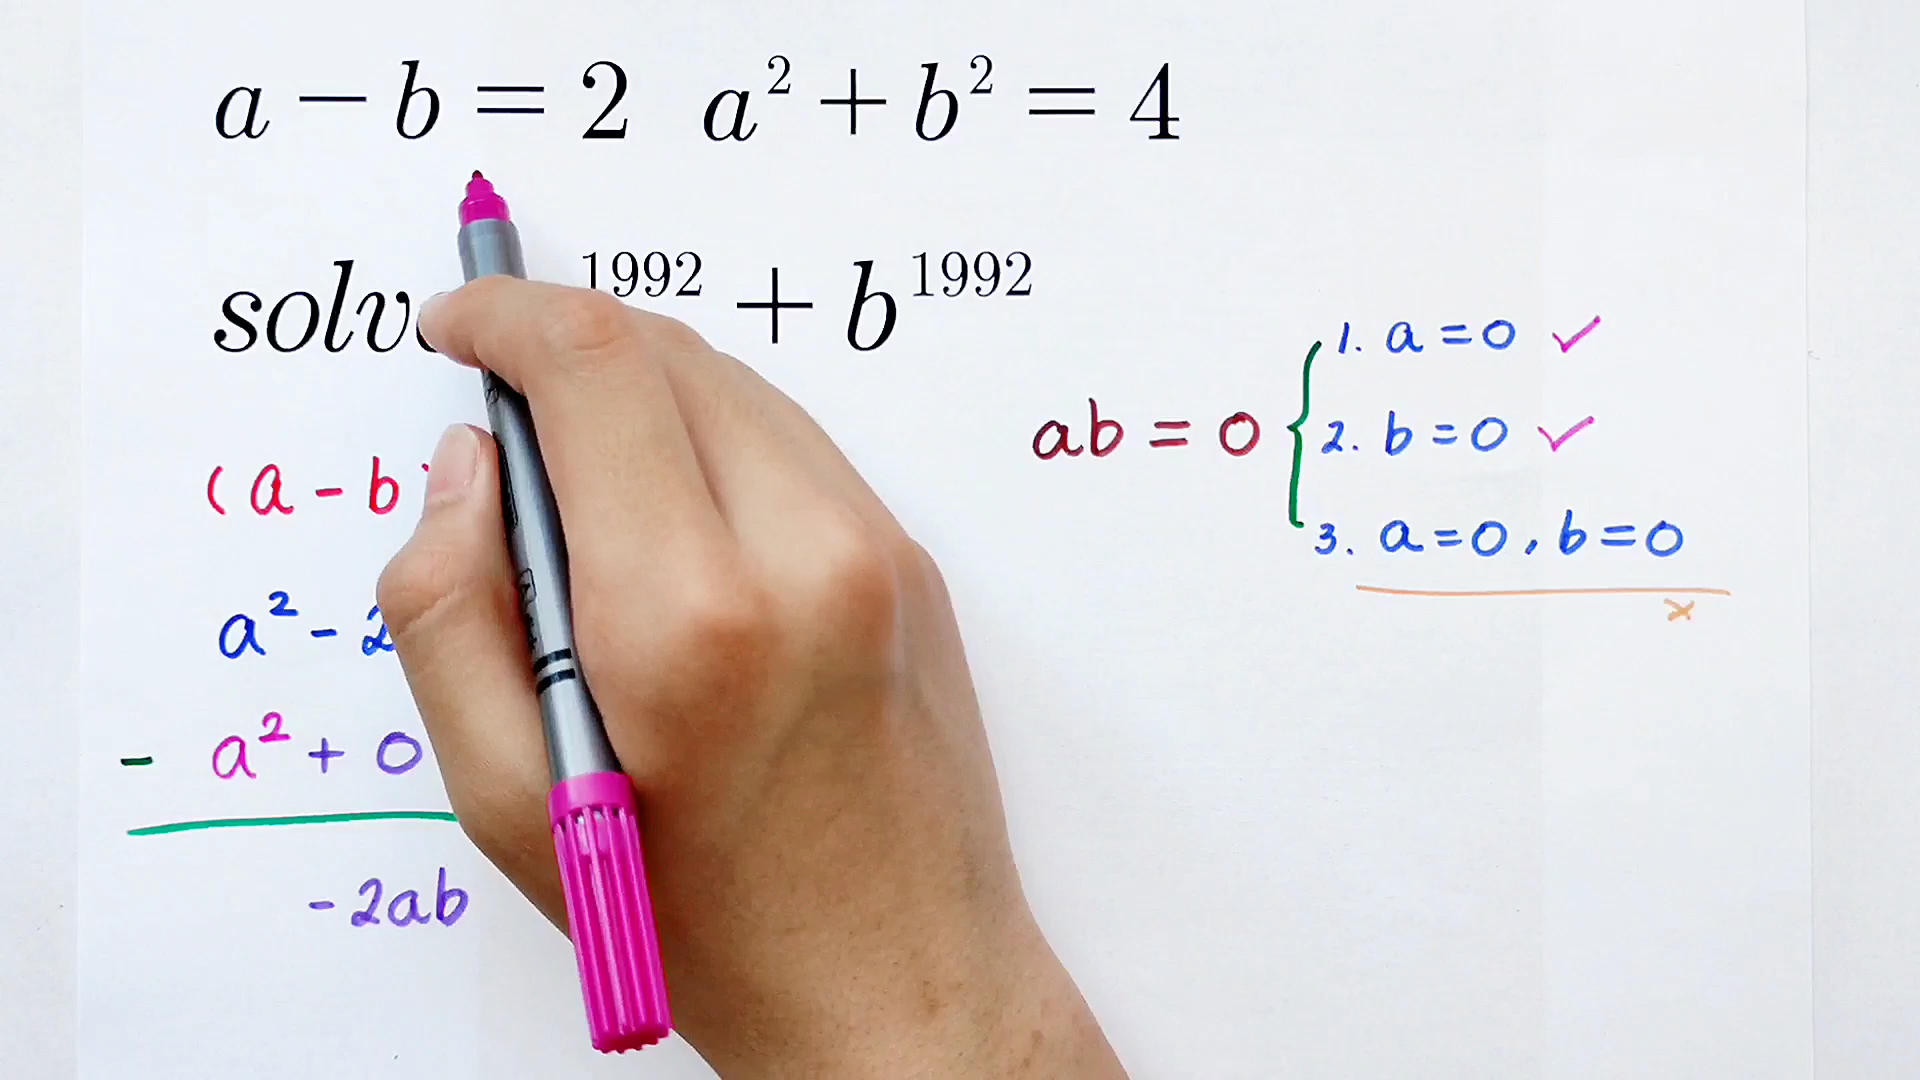 a − b = 2 a² + b² = 4
solve ¹⁹⁹² + b¹⁹⁹²
ab = 0
1. a = 0 ✓
2. b = 0 ✓
3. a = 0, b = 0
x
( a - b
a² - 2
- a² + 0
- 2ab